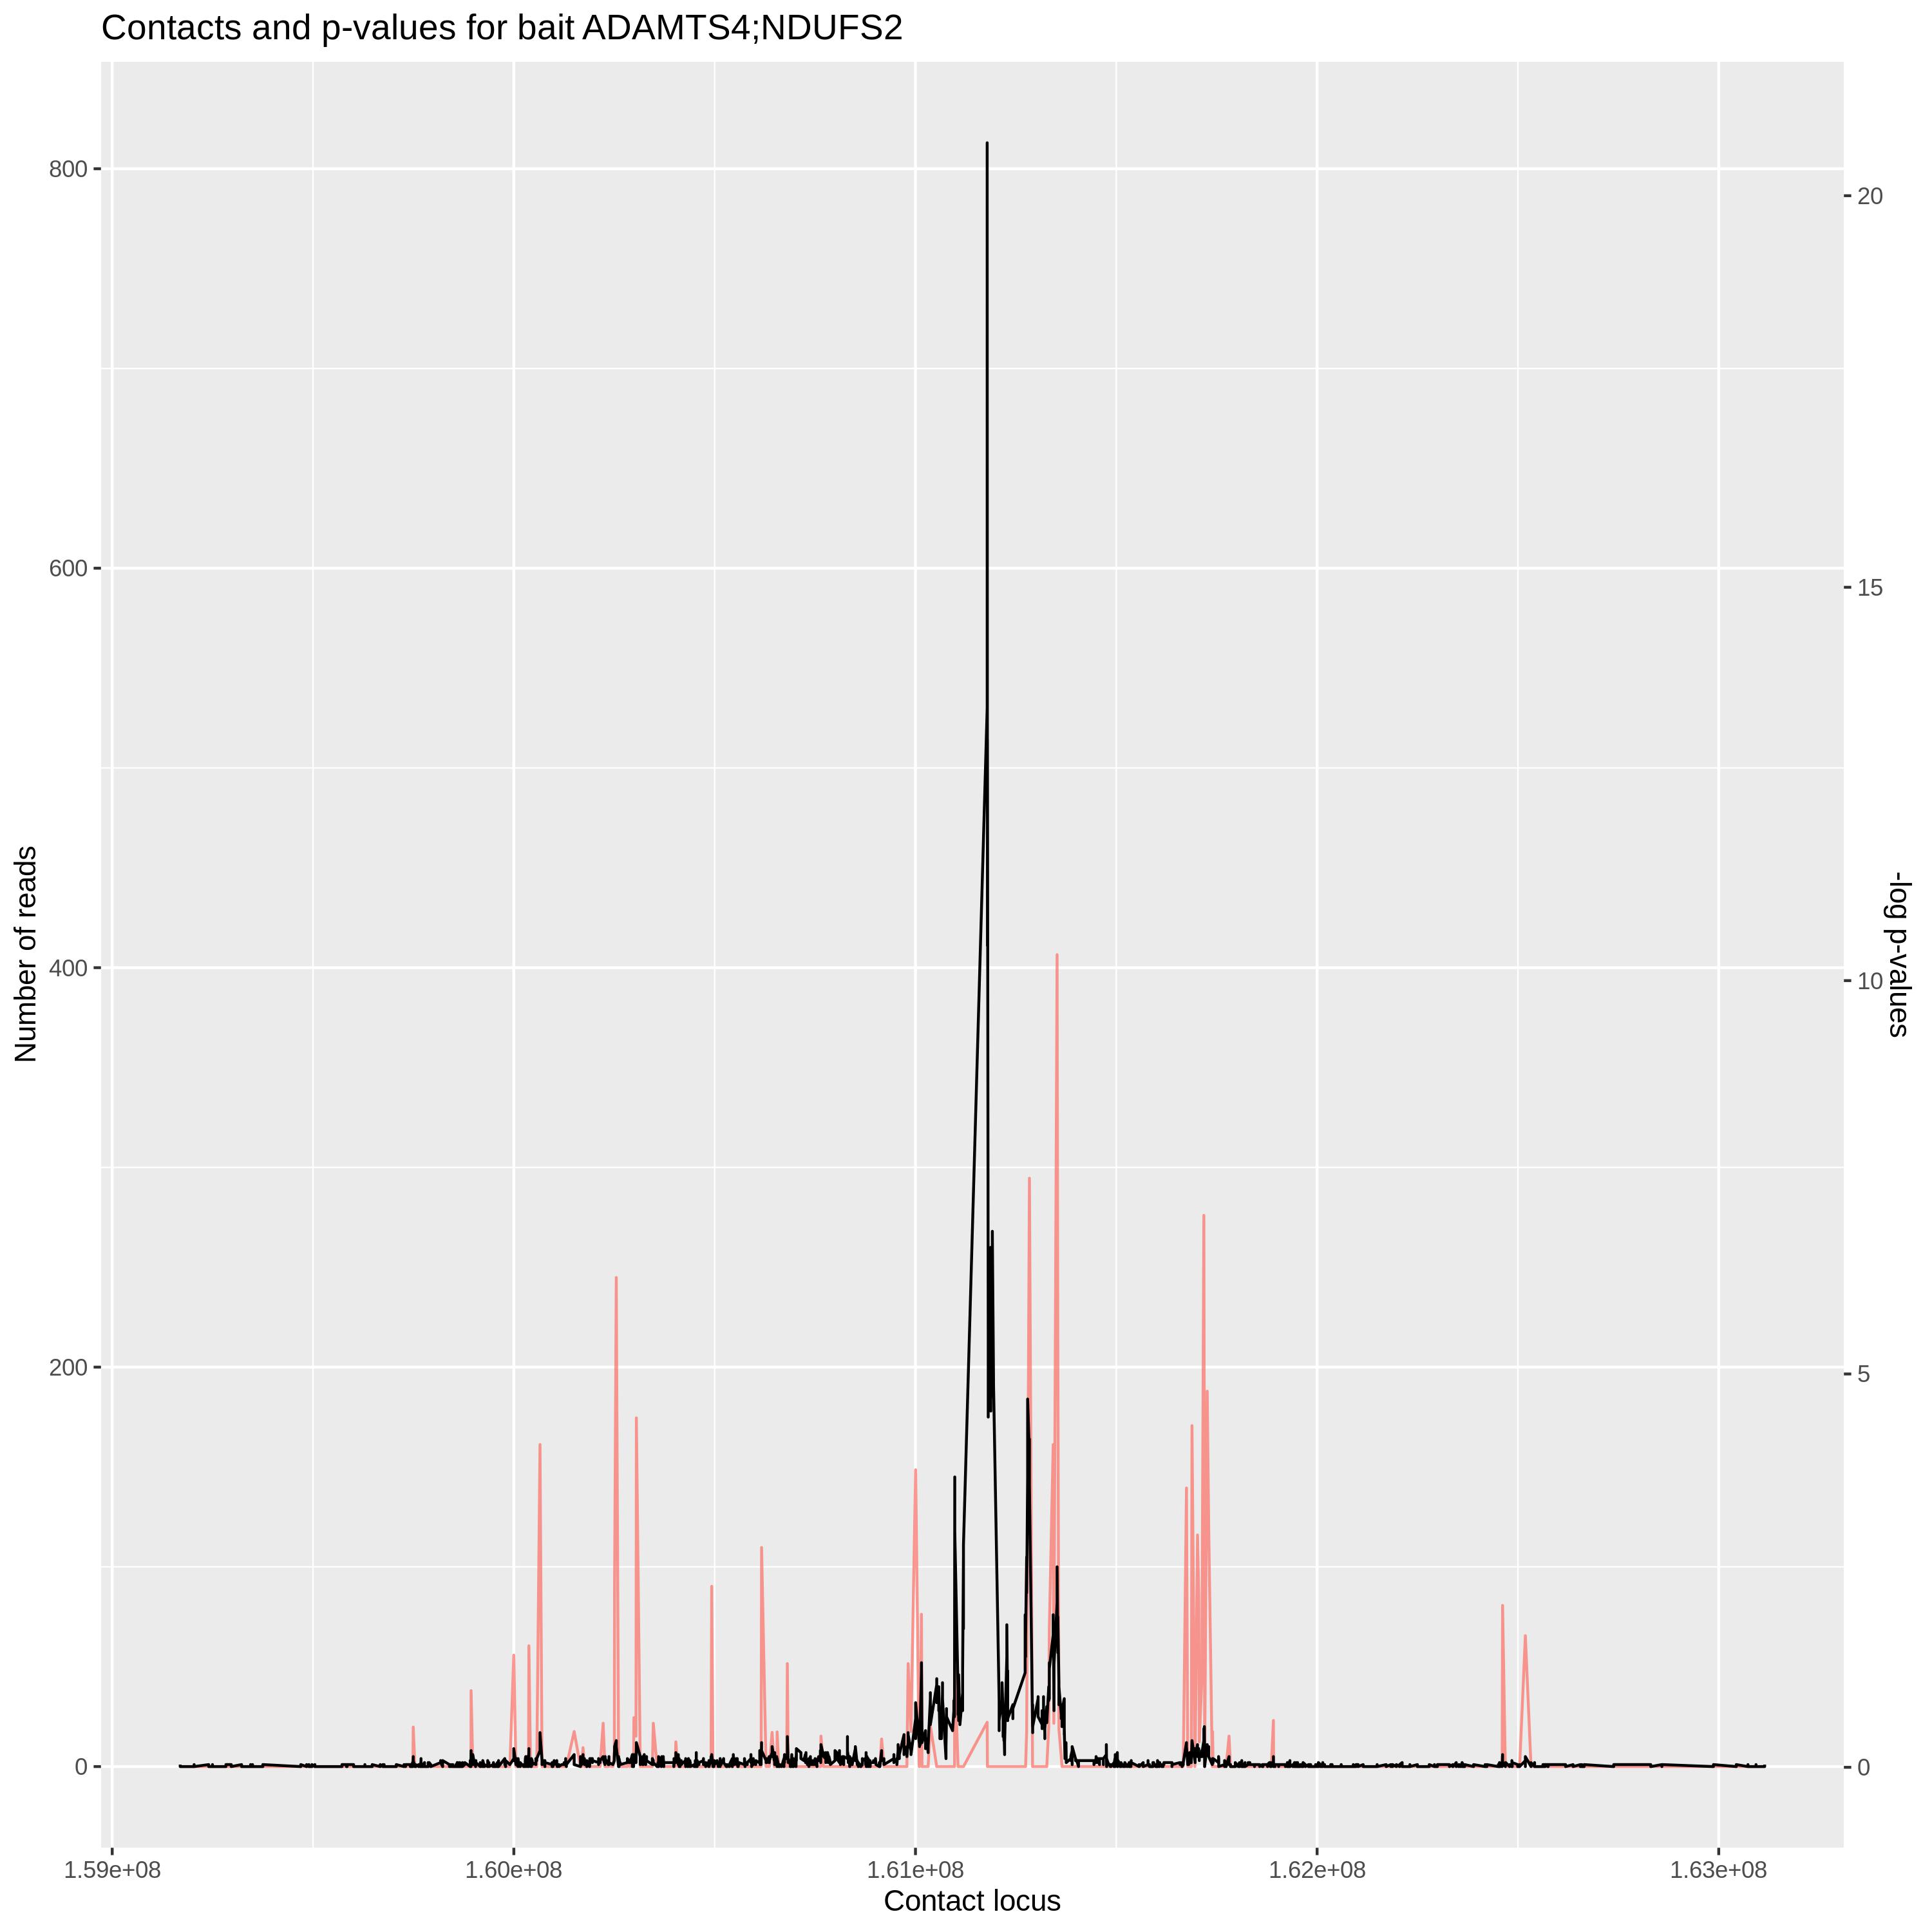 Contacts and p-values for bait ADAMTS4;NDUFS2
800
600
400
200
0
Number of reads
20
15
10
5
0
-log p-values
1.59e+08 1.60e+08 1.61e+08 1.62e+08 1.63e+08
Contact locus